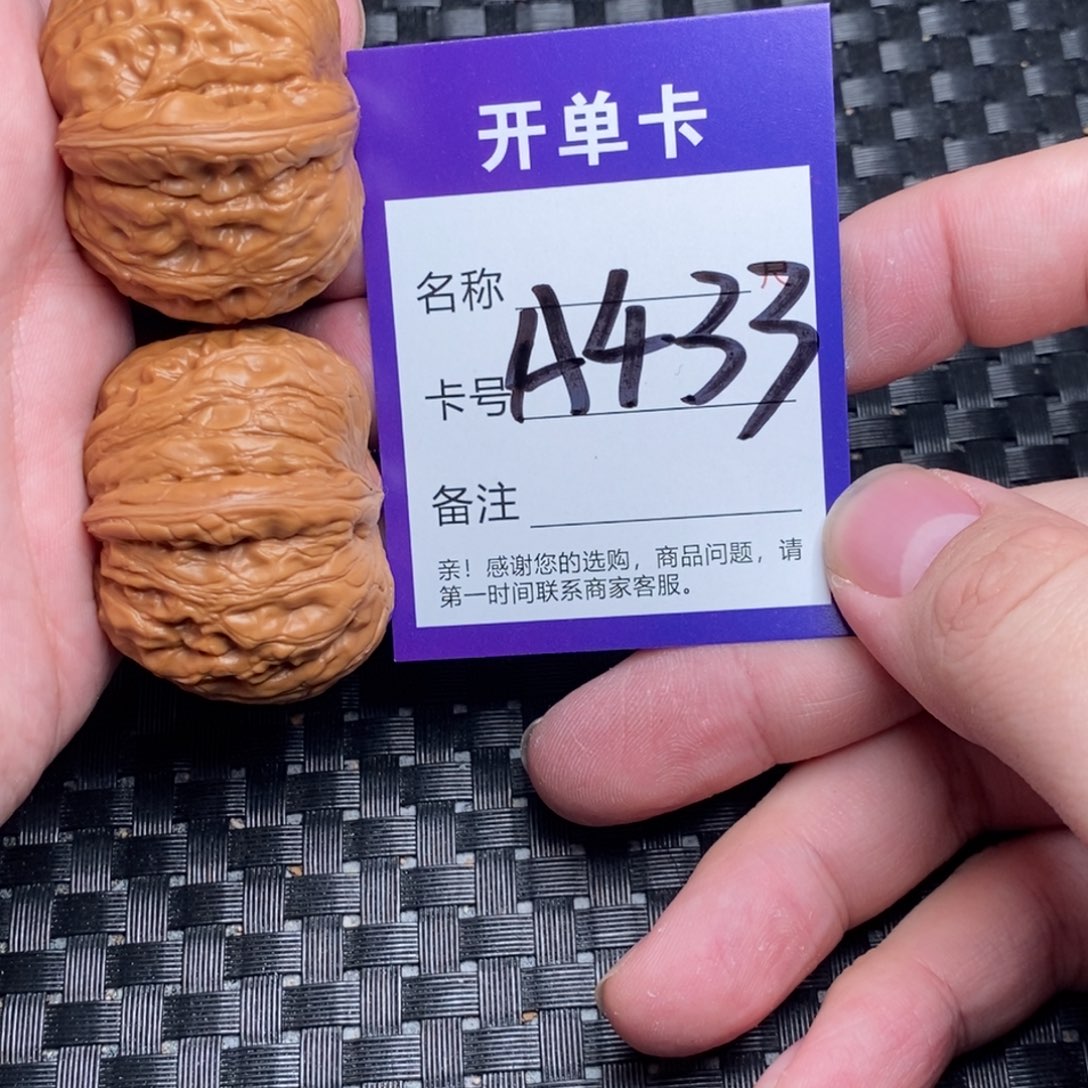 开单卡
名称 尺
A433
卡号
备注
亲！感谢您的选购，商品问题，请
第一时间联系商家客服。